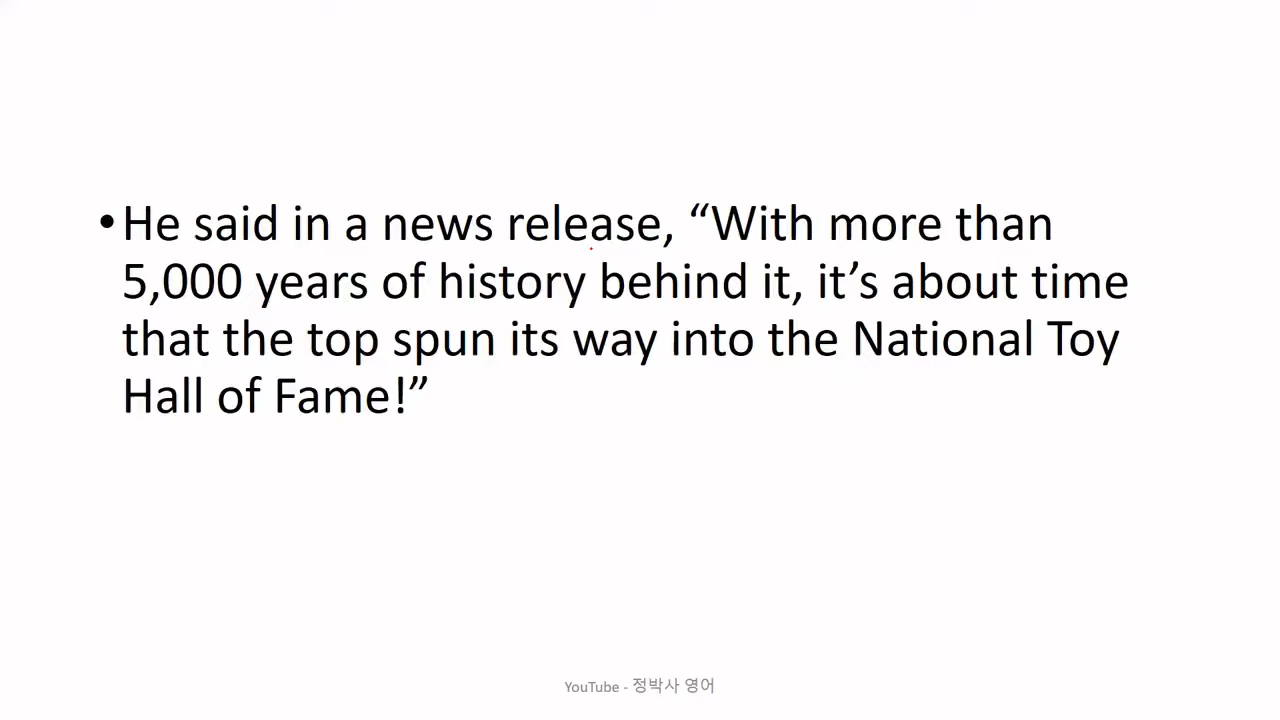 •He said in a news release, “With more than
5,000 years of history behind it, it’s about time
that the top spun its way into the National Toy
Hall of Fame!”
YouTube - 정박사 영어